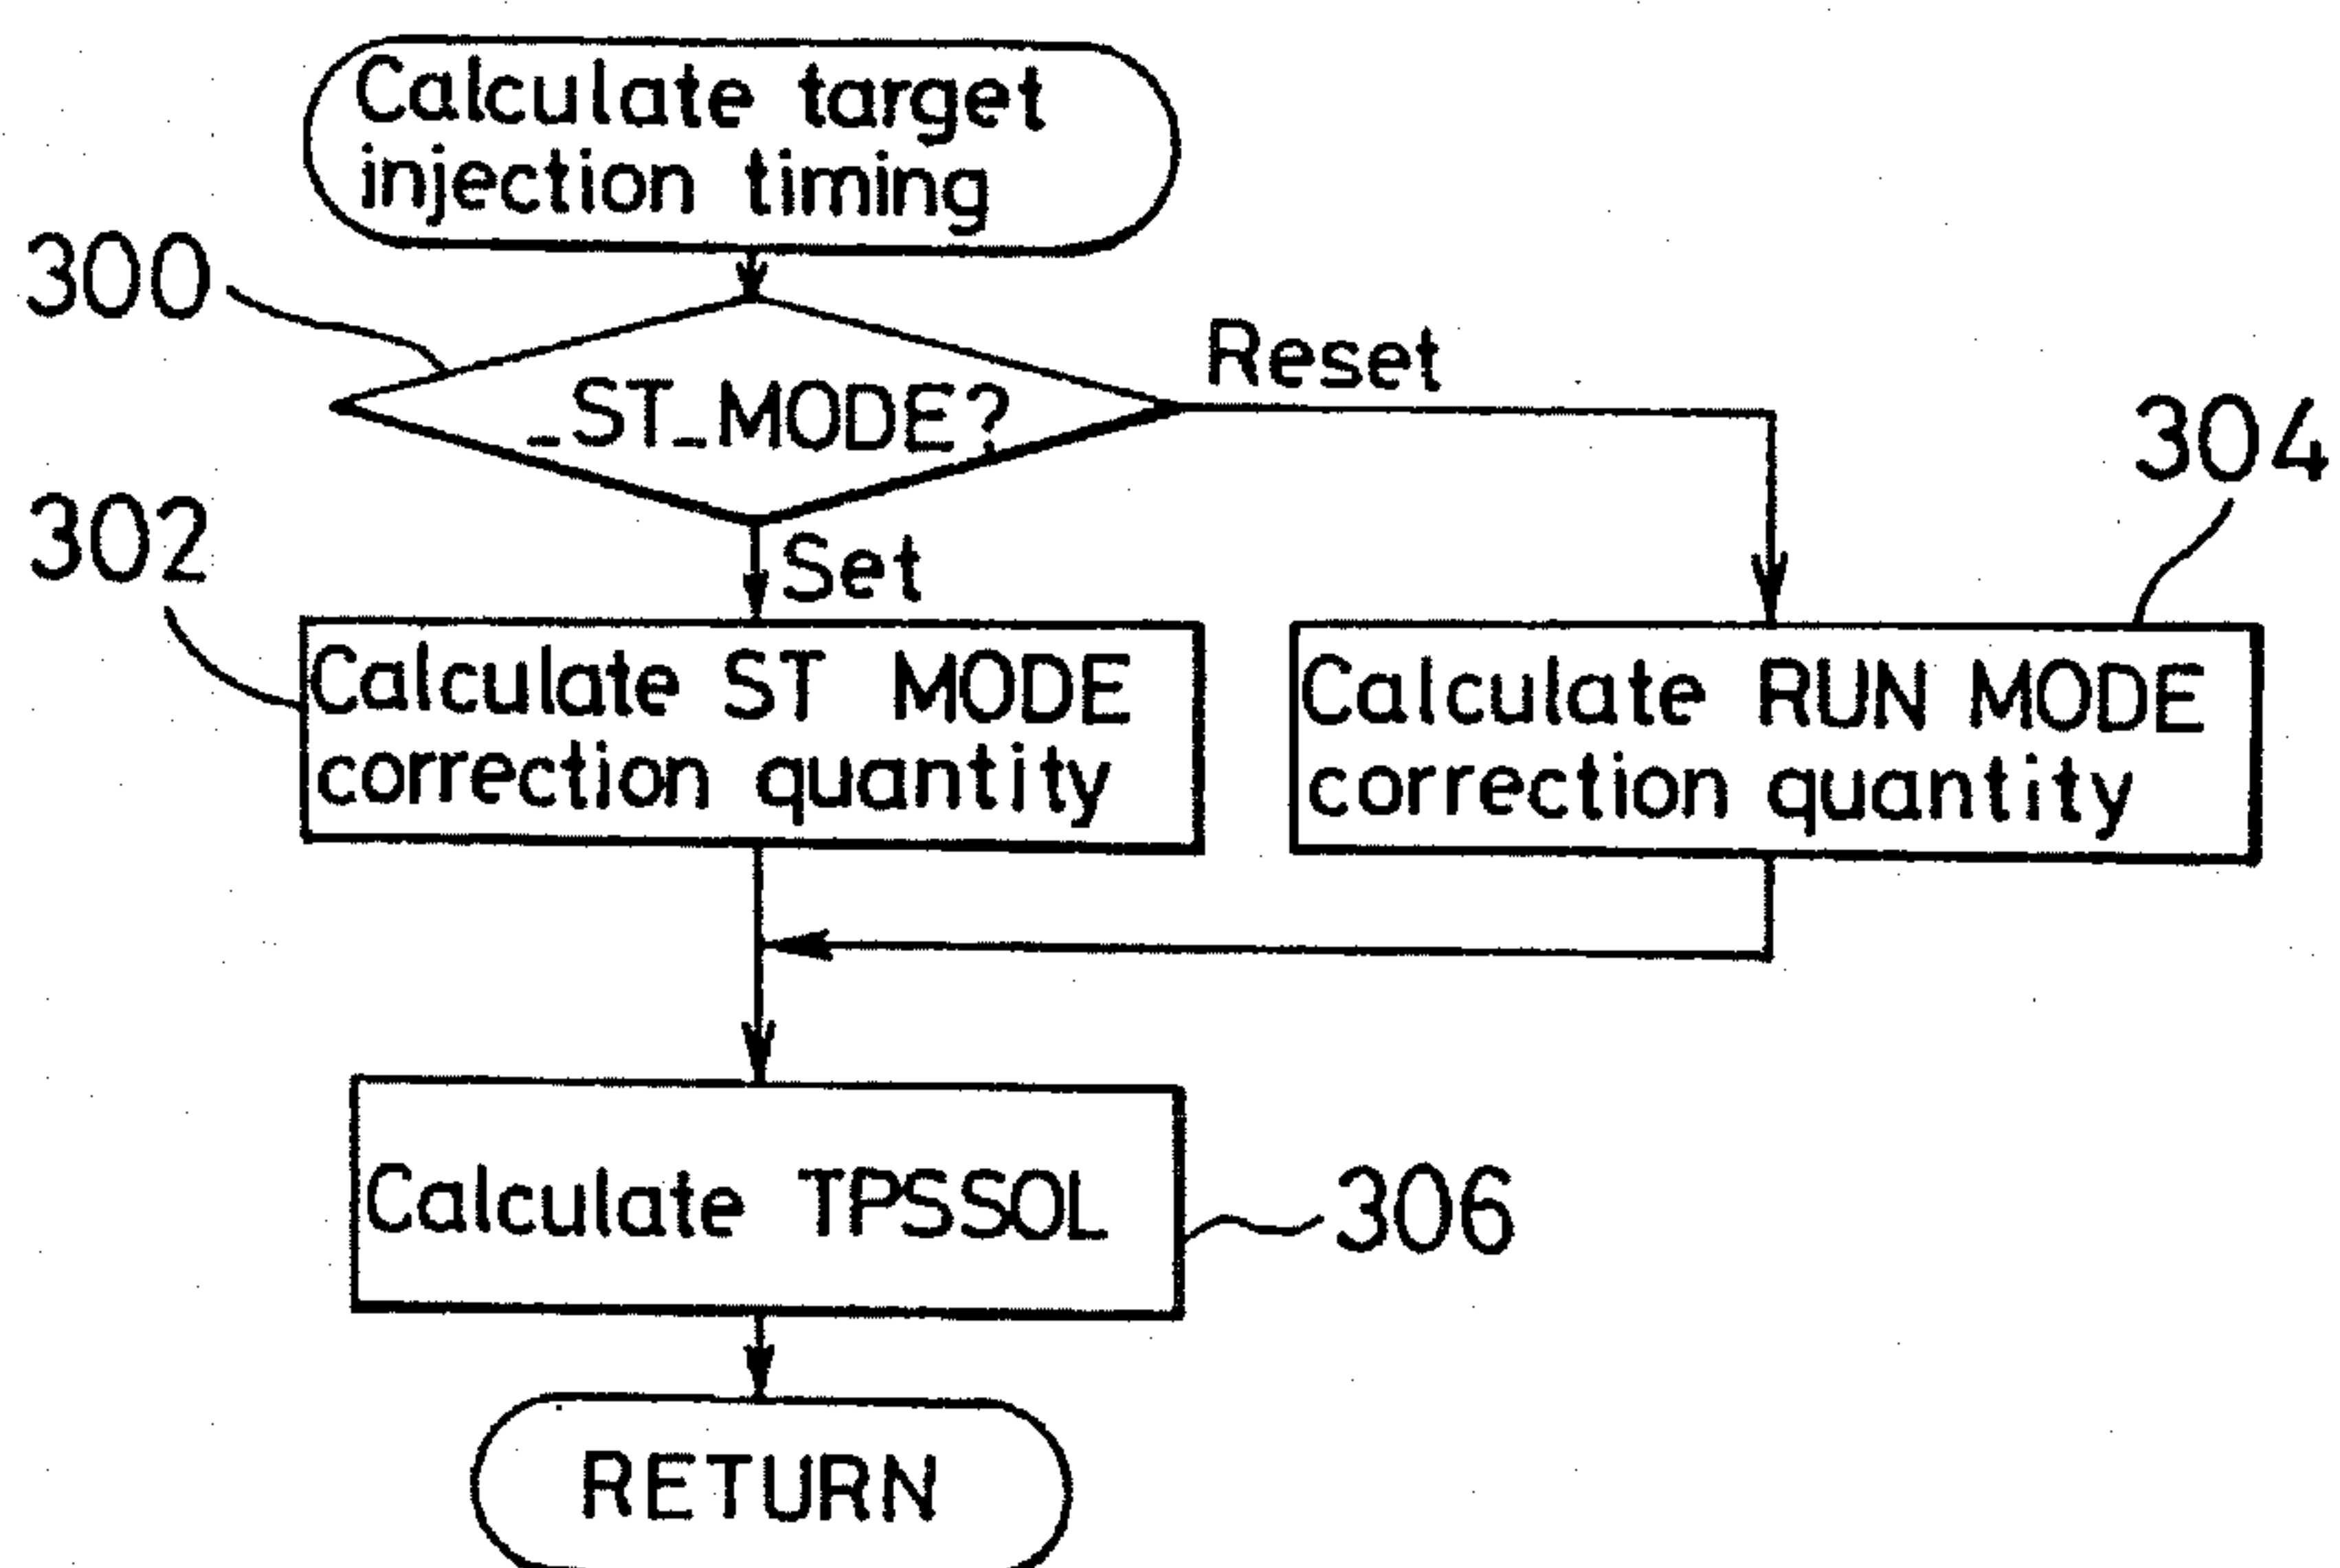 Calculate target
injection timing
300
_ST_MODE?
Reset
304
302
Set
Calculate ST MODE
correction quantity
Calculate RUN MODE
correction quantity
Calculate TPSSOL
306
RETURN